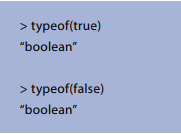 > typeof(true)
“boolean”
> typeof(false)
“boolean”